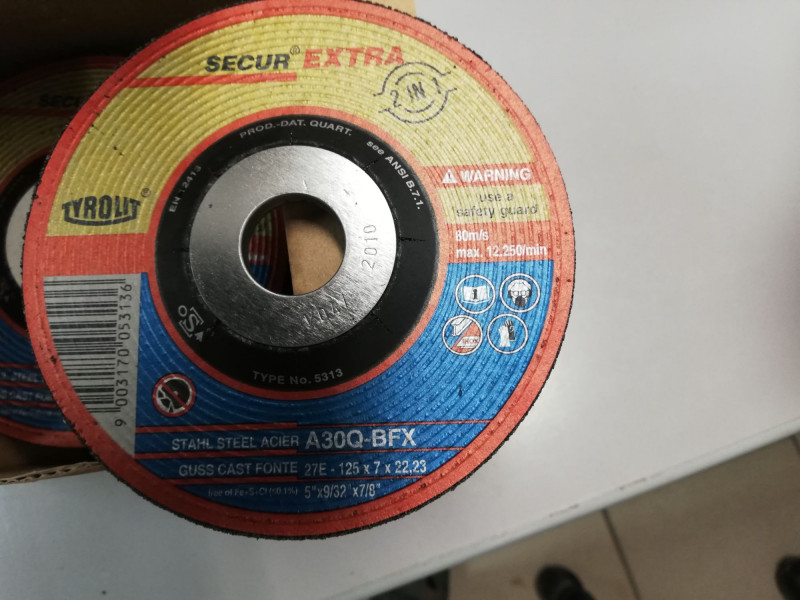 SECUR® EXTRA
2 IN 1
PROD.-DAT. QUART.
see ANSI B.7.1.
EN 12413
TYROLIT®
WARNING
use a
safety guard
80m/s
max. 12.250/min
2010
9 003170 053136
TYPE No. 5313
STAHL STEEL ACIER A30Q-BFX
GUSS CAST FONTE 27E - 125 x 7 x 22,23
5"x9/32"x7/8"
SECU